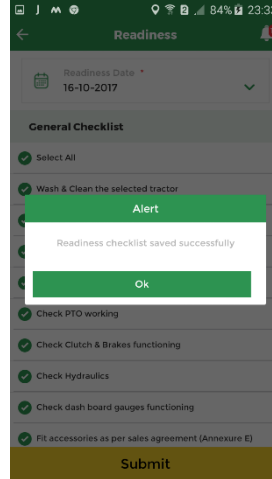 84% 23:33
Readiness
Readiness Date *
16-10-2017
General Checklist
Select All
Wash & Clean the selected tractor
Alert
Readiness checklist saved successfully
Ok
Check PTO working
Check Clutch & Brakes functioning
Check Hydraulics
Check dash board gauges functioning
Fit accessories as per sales agreement (Annexure E)
Submit